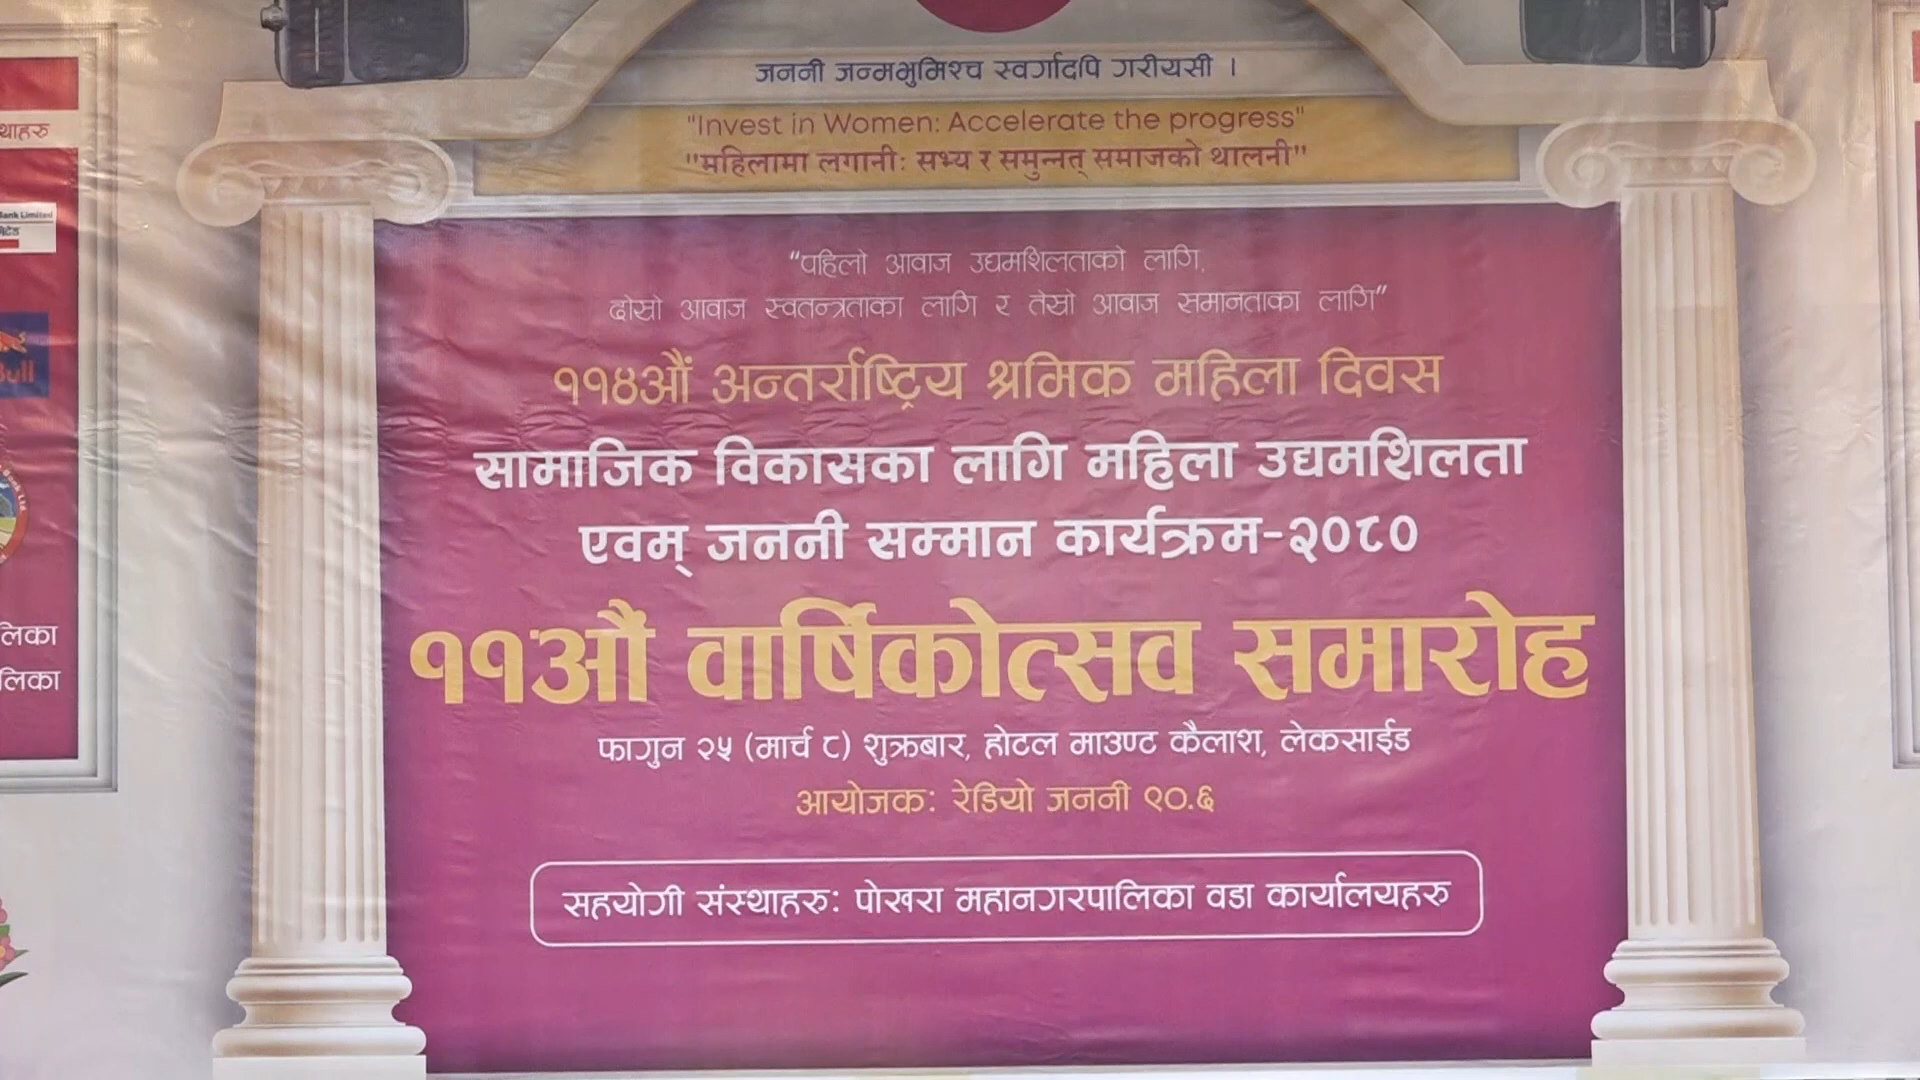 जननी जन्मभुमिश्च स्वर्गादपि गरीयसी ।
"Invest in Women: Accelerate the progress"
"महिलामा लगानी: सभ्य र समुन्नत् समाजको थालनी"
"पहिलो आवाज उद्यमशिलताको लागि,
दोस्रो आवाज स्वतन्त्रताका लागि र तेस्रो आवाज समानताका लागि"
११४औं अन्तर्राष्ट्रिय श्रमिक महिला दिवस
सामाजिक विकासका लागि महिला उद्यमशिलता
एवम् जननी सम्मान कार्यक्रम-२०८०
११औं वार्षिकोत्सव समारोह
फागुन २५ (मार्च ८) शुक्रबार, होटल माउण्ट कैलाश, लेकसाईड
आयोजक: रेडियो जननी ९०.६
सहयोगी संस्थाहरु: पोखरा महानगरपालिका वडा कार्यालयहरु
थाहरु
Bank Limited
लिका
लिका